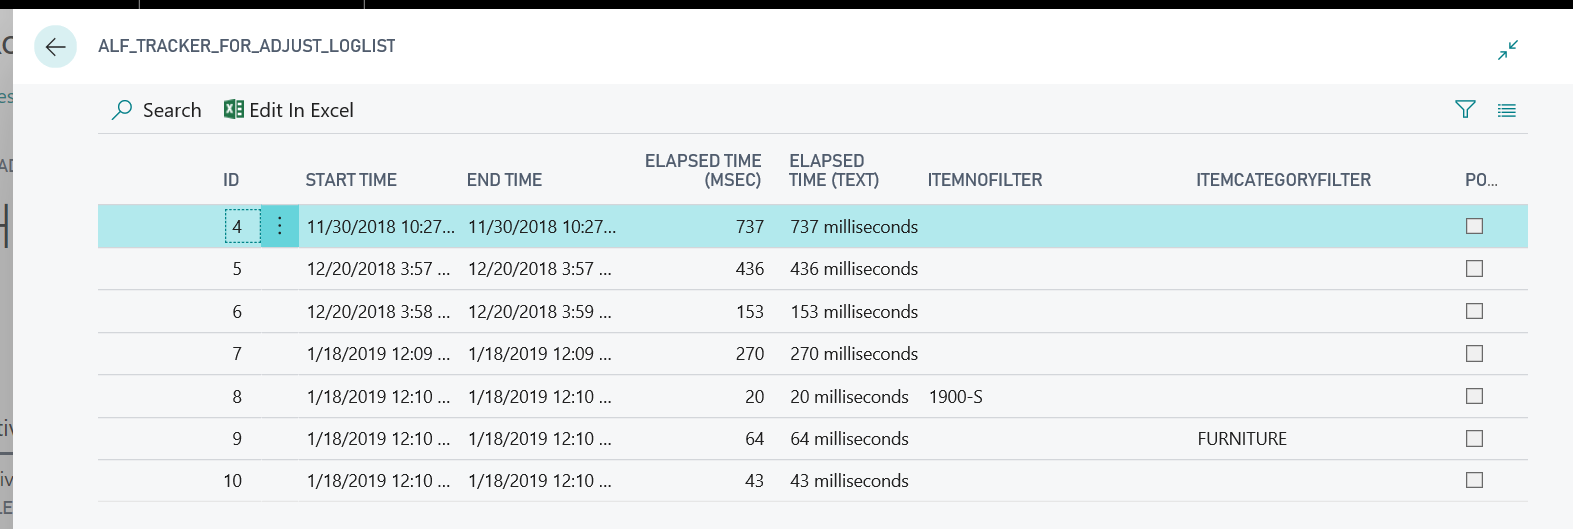 ALF_TRACKER_FOR_ADJUST_LOGLIST
Search Edit In Excel
ID START TIME END TIME ELAPSED TIME (MSEC) ELAPSED TIME (TEXT) ITEMNOFILTER ITEMCATEGORYFILTER PO...
4 11/30/2018 10:27... 11/30/2018 10:27... 737 737 milliseconds
5 12/20/2018 3:57 ... 12/20/2018 3:57 ... 436 436 milliseconds
6 12/20/2018 3:58 ... 12/20/2018 3:59 ... 153 153 milliseconds
7 1/18/2019 12:09 ... 1/18/2019 12:09 ... 270 270 milliseconds
8 1/18/2019 12:10 ... 1/18/2019 12:10 ... 20 20 milliseconds 1900-S
9 1/18/2019 12:10 ... 1/18/2019 12:10 ... 64 64 milliseconds FURNITURE
10 1/18/2019 12:10 ... 1/18/2019 12:10 ... 43 43 milliseconds